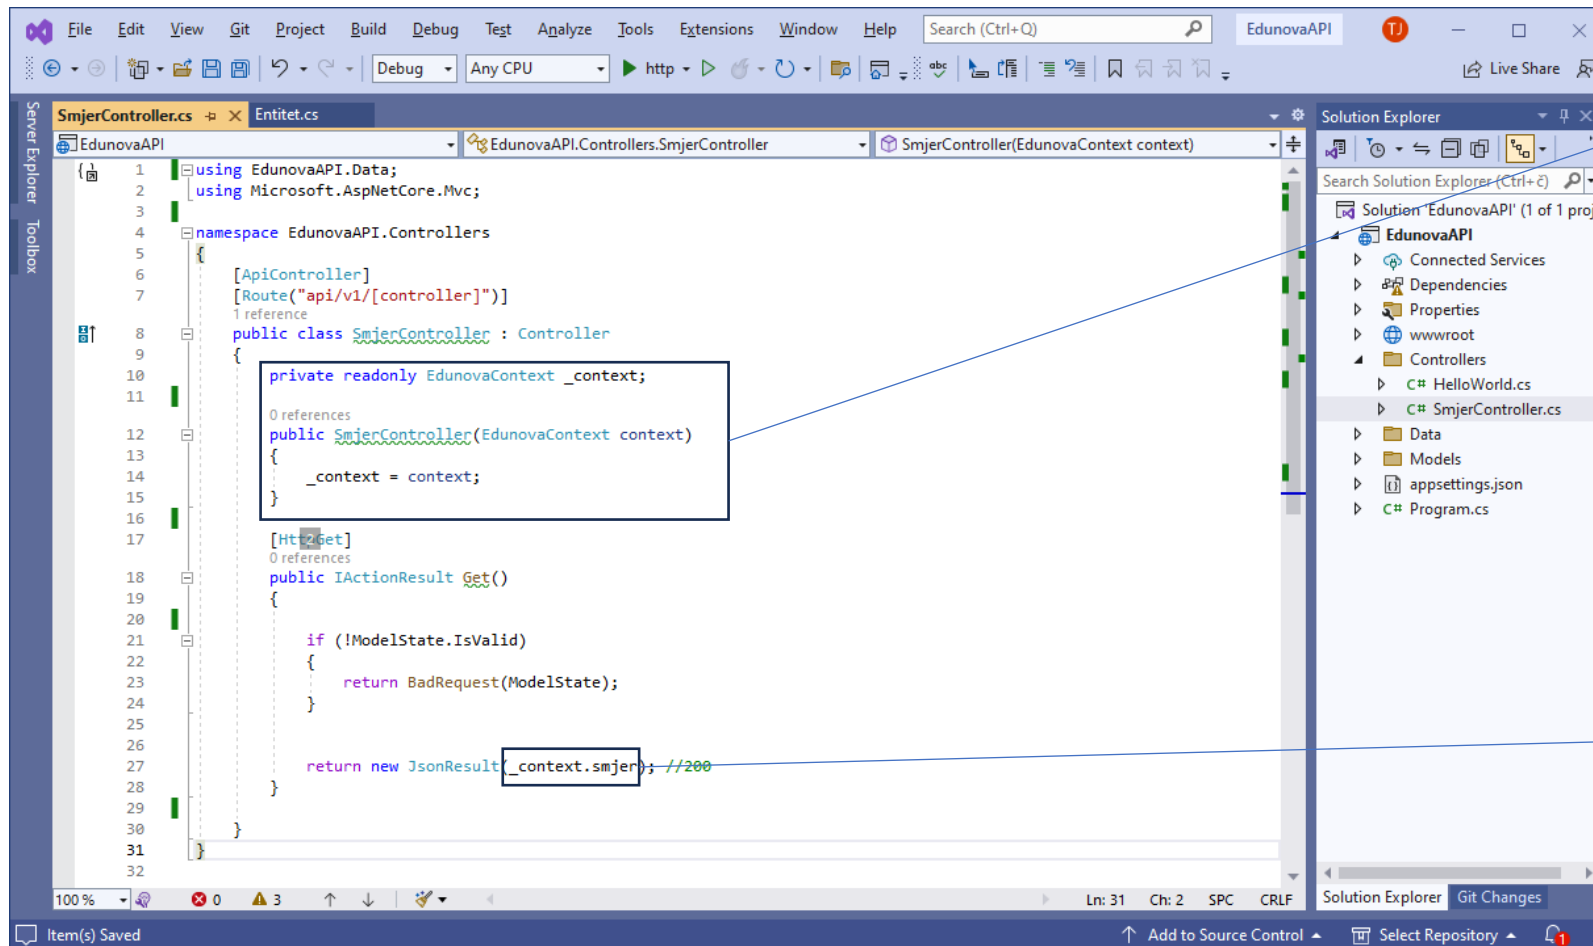 File Edit View Git Project Build Debug Test Analyze Tools Extensions Window Help Search (Ctrl+Q) EdunovaAPI TJ
Debug Any CPU http abc Live Share
Server Explorer
Toolbox
SmjerController.cs Entitet.cs
EdunovaAPI EdunovaAPI.Controllers.SmjerController SmjerController(EdunovaContext context)
1 using EdunovaAPI.Data;
2 using Microsoft.AspNetCore.Mvc;
3
4 namespace EdunovaAPI.Controllers
5 {
6 [ApiController]
7 [Route("api/v1/[controller]")]
1 reference
8 public class SmjerController : Controller
9 {
10 private readonly EdunovaContext _context;
11
0 references
12 public SmjerController(EdunovaContext context)
13 {
14 _context = context;
15 }
16
17 [Htt2Get]
0 references
18 public IActionResult Get()
19 {
20
21 if (!ModelState.IsValid)
22 {
23 return BadRequest(ModelState);
24 }
25
26
27 return new JsonResult(_context.smjer); //200
28 }
29
30 }
31 }
32
100 % 0 3 Ln: 31 Ch: 2 SPC CRLF
Solution Explorer
Search Solution Explorer (Ctrl+č)
Solution 'EdunovaAPI' (1 of 1 proj
EdunovaAPI
Connected Services
Dependencies
Properties
wwwroot
Controllers
C# HelloWorld.cs
C# SmjerController.cs
Data
Models
appsettings.json
C# Program.cs
Solution Explorer Git Changes
Item(s) Saved Add to Source Control Select Repository 1